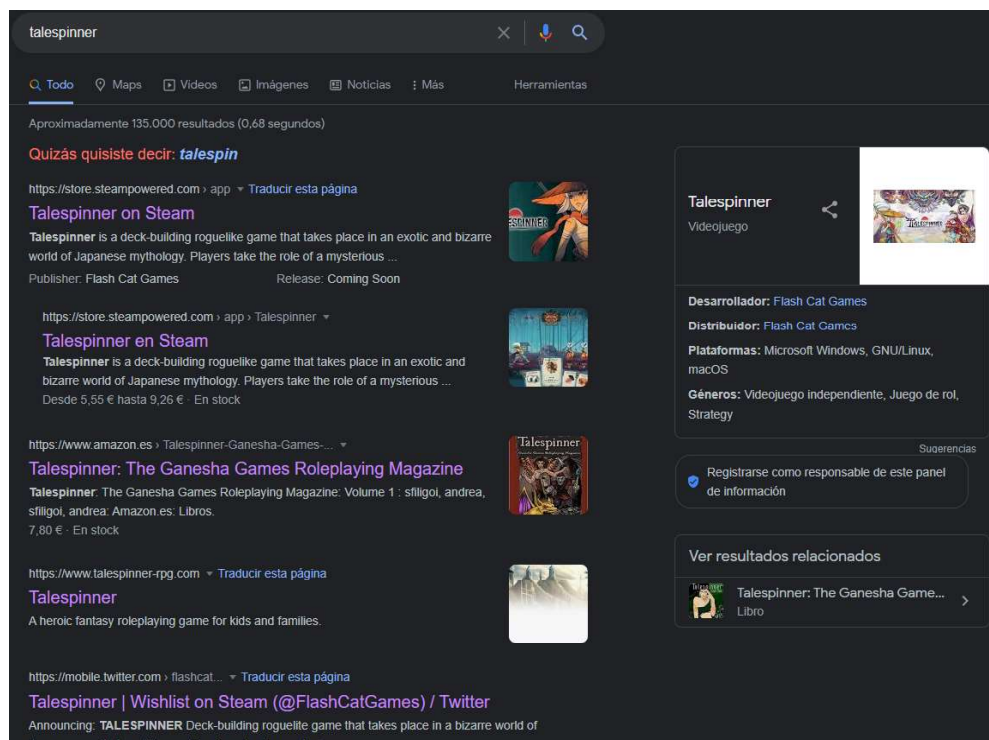 talespinner
Todo Maps Vídeos Imágenes Noticias Más Herramientas
Aproximadamente 135.000 resultados (0,68 segundos)
Quizás quisiste decir: talespin
https://store.steampowered.com › app Traducir esta página
Talespinner on Steam
Talespinner is a deck-building roguelike game that takes place in an exotic and bizarre
world of Japanese mythology. Players take the role of a mysterious ...
Publisher: Flash Cat Games Release: Coming Soon
https://store.steampowered.com › app › Talespinner
Talespinner en Steam
Talespinner is a deck-building roguelike game that takes place in an exotic and
bizarre world of Japanese mythology. Players take the role of a mysterious ...
Desde 5,55 € hasta 9,26 € · En stock
https://www.amazon.es › Talespinner-Ganesha-Games-...
Talespinner: The Ganesha Games Roleplaying Magazine
Talespinner: The Ganesha Games Roleplaying Magazine: Volume 1 : sfiligoi, andrea,
sfiligoi, andrea: Amazon.es: Libros.
7,80 € · En stock
Talespinner
https://www.talespinner-rpg.com Traducir esta página
Talespinner
A heroic fantasy roleplaying game for kids and families.
https://mobile.twitter.com › flashcat... Traducir esta página
Talespinner | Wishlist on Steam (@FlashCatGames) / Twitter
Announcing: TALESPINNER Deck-building roguelite game that takes place in a bizarre world of
Talespinner
Videojuego
TALESPINNER
Desarrollador: Flash Cat Games
Distribuidor: Flash Cat Games
Plataformas: Microsoft Windows, GNU/Linux,
macOS
Géneros: Videojuego independiente, Juego de rol,
Strategy
Sugerencias
Registrarse como responsable de este panel
de información
Ver resultados relacionados
Talespinner: The Ganesha Game...
Libro